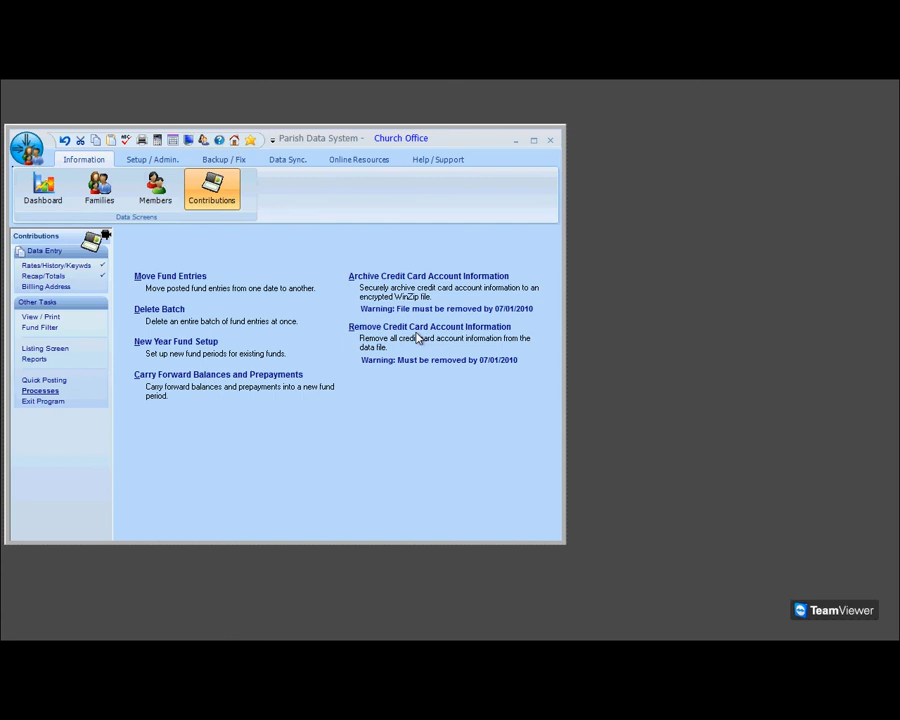 Parish Data System - Church Office
Information Setup / Admin. Backup / Fix Data Sync. Online Resources Help / Support
Dashboard Families Members Contributions
Data Screens
Contributions
Data Entry
Rates/History/Keywds
Recap/Totals
Billing Address
Other Tasks
View / Print
Fund Filter
Listing Screen
Reports
Quick Posting
Processes
Exit Program
Move Fund Entries
Move posted fund entries from one date to another.
Delete Batch
Delete an entire batch of fund entries at once.
New Year Fund Setup
Set up new fund periods for existing funds.
Carry Forward Balances and Prepayments
Carry forward balances and prepayments into a new fund
period.
Archive Credit Card Account Information
Securely archive credit card account information to an
encrypted WinZip file.
Warning: File must be removed by 07/01/2010
Remove Credit Card Account Information
Remove all credit card account information from the
data file.
Warning: Must be removed by 07/01/2010
TeamViewer